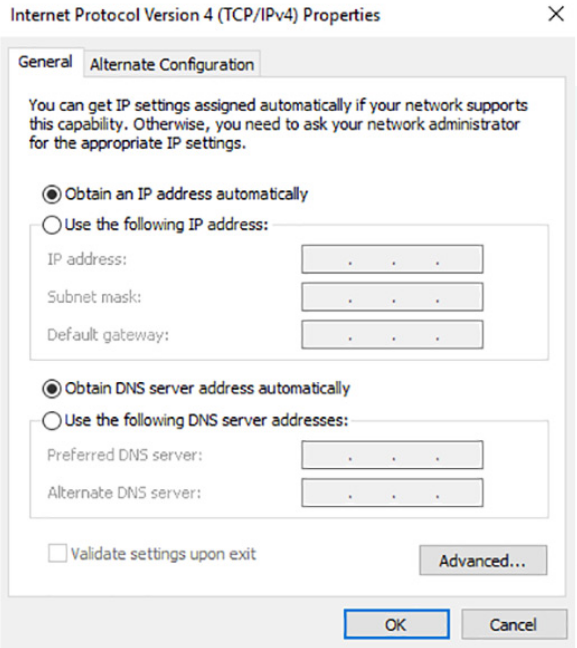 Internet Protocol Version 4 (TCP/IPv4) Properties
General
Alternate Configuration
You can get IP settings assigned automatically if your network supports
this capability. Otherwise, you need to ask your network administrator
for the appropriate IP settings.
Obtain an IP address automatically
Use the following IP address:
IP address:
Subnet mask:
Default gateway:
Obtain DNS server address automatically
Use the following DNS server addresses:
Preferred DNS server:
Alternate DNS server:
Validate settings upon exit
Advanced...
OK
Cancel